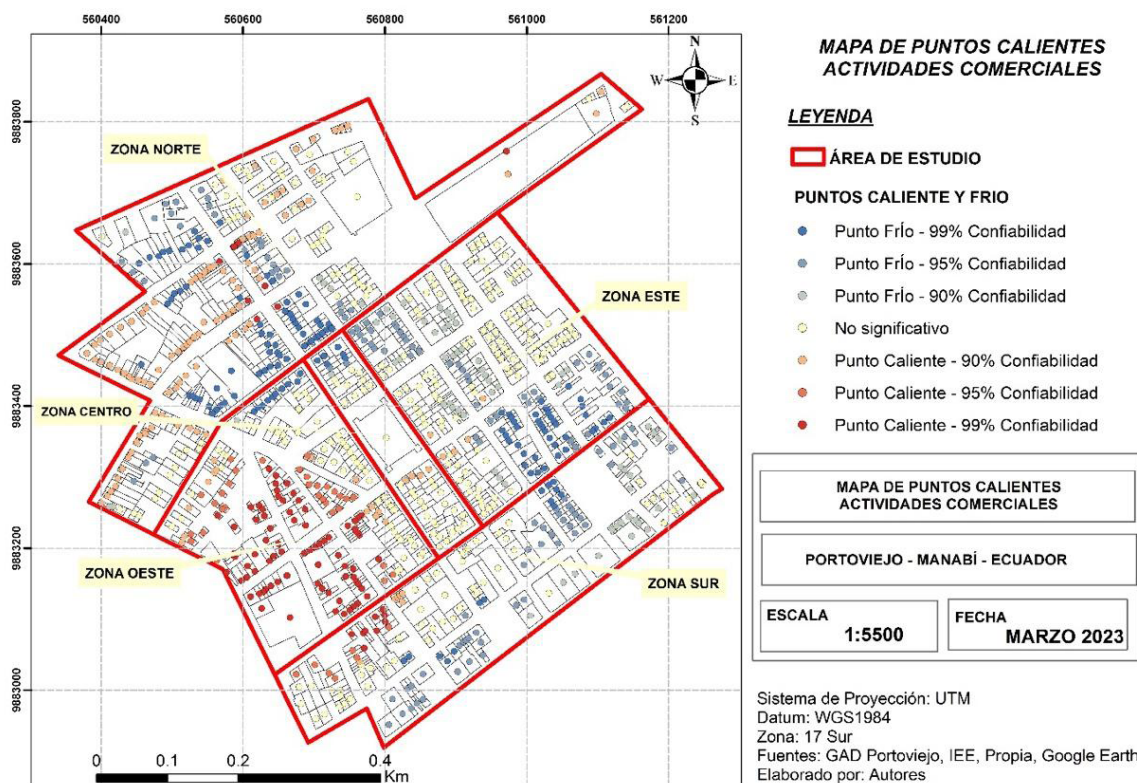 560400 560600 560800 561000 561200
9883800
9883600
9883400
9883200
9883000
N
W E
S
ZONA NORTE
ZONA ESTE
ZONA CENTRO
ZONA OESTE
ZONA SUR
0 0.1 0.2 0.4
Km
MAPA DE PUNTOS CALIENTES
ACTIVIDADES COMERCIALES
LEYENDA
ÁREA DE ESTUDIO
PUNTOS CALIENTE Y FRIO
Punto Frío - 99% Confiabilidad
Punto Frío - 95% Confiabilidad
Punto Frío - 90% Confiabilidad
No significativo
Punto Caliente - 90% Confiabilidad
Punto Caliente - 95% Confiabilidad
Punto Caliente - 99% Confiabilidad
MAPA DE PUNTOS CALIENTES
ACTIVIDADES COMERCIALES
PORTOVIEJO - MANABÍ - ECUADOR
ESCALA
1:5500
FECHA
MARZO 2023
Sistema de Proyección: UTM
Datum: WGS1984
Zona: 17 Sur
Fuentes: GAD Portoviejo, IEE, Propia, Google Earth
Elaborado por: Autores